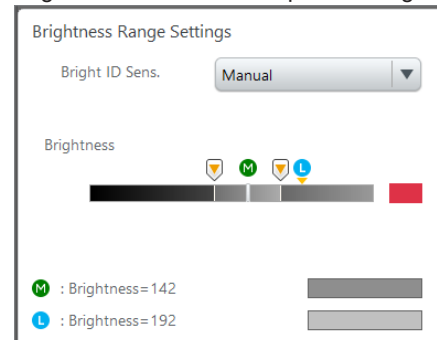 Brightness Range Settings
Bright ID Sens. Manual
Brightness
M L
M : Brightness=142
L : Brightness=192